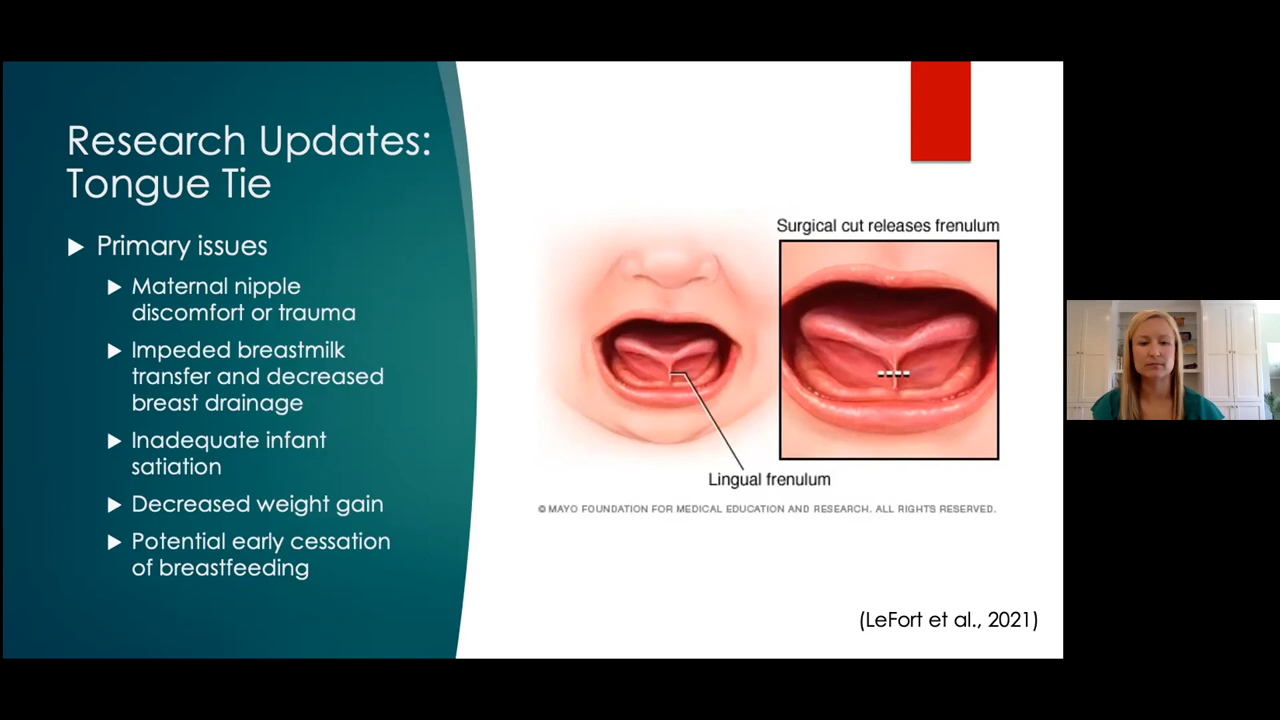 Research Updates:
Tongue Tie
Primary issues
Maternal nipple
discomfort or trauma
Impeded breastmilk
transfer and decreased
breast drainage
Inadequate infant
satiation
Decreased weight gain
Potential early cessation
of breastfeeding
Surgical cut releases frenulum
Lingual frenulum
© MAYO FOUNDATION FOR MEDICAL EDUCATION AND RESEARCH. ALL RIGHTS RESERVED.
(LeFort et al., 2021)